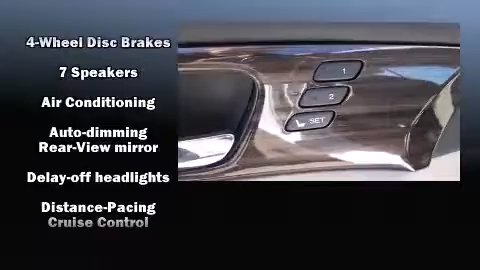 4-Wheel Disc Brakes
7 Speakers
Air Conditioning
Auto-dimming
Rear-View mirror
Delay-off headlights
Distance-Pacing
Cruise Control
1
2
SET